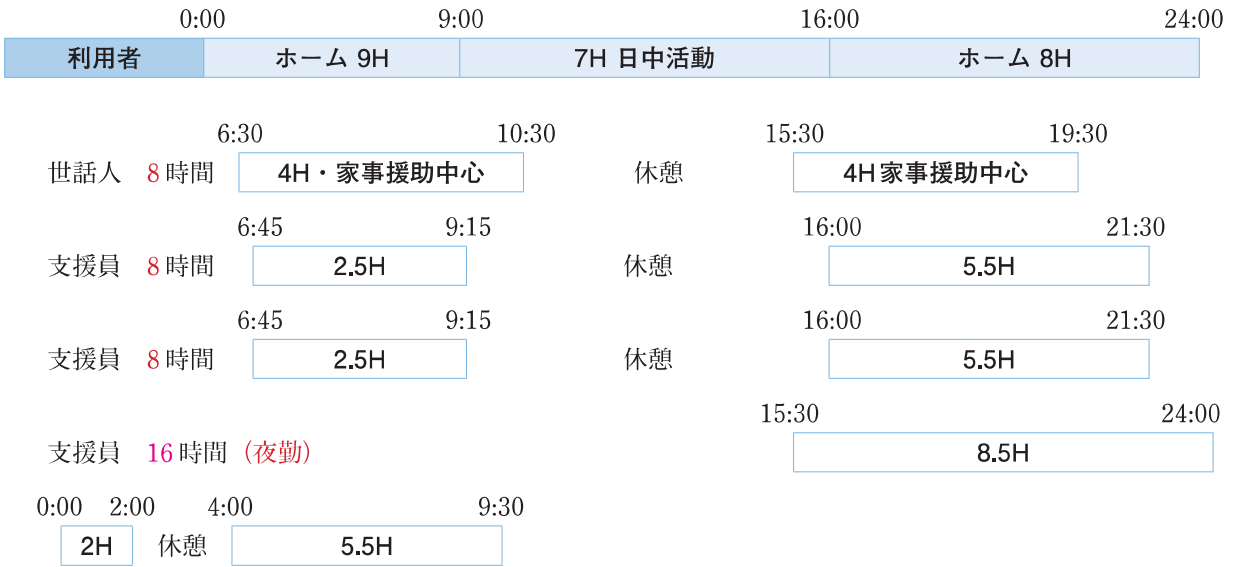 0:00 9:00 16:00 24:00
利用者 ホーム 9H 7H 日中活動 ホーム 8H
6:30 10:30 15:30 19:30
世話人 8時間 4H・家事援助中心 休憩 4H家事援助中心
6:45 9:15 16:00 21:30
支援員 8時間 2.5H 休憩 5.5H
6:45 9:15 16:00 21:30
支援員 8時間 2.5H 休憩 5.5H
15:30 24:00
支援員 16時間（夜勤） 8.5H
0:00 2:00 4:00 9:30
2H 休憩 5.5H